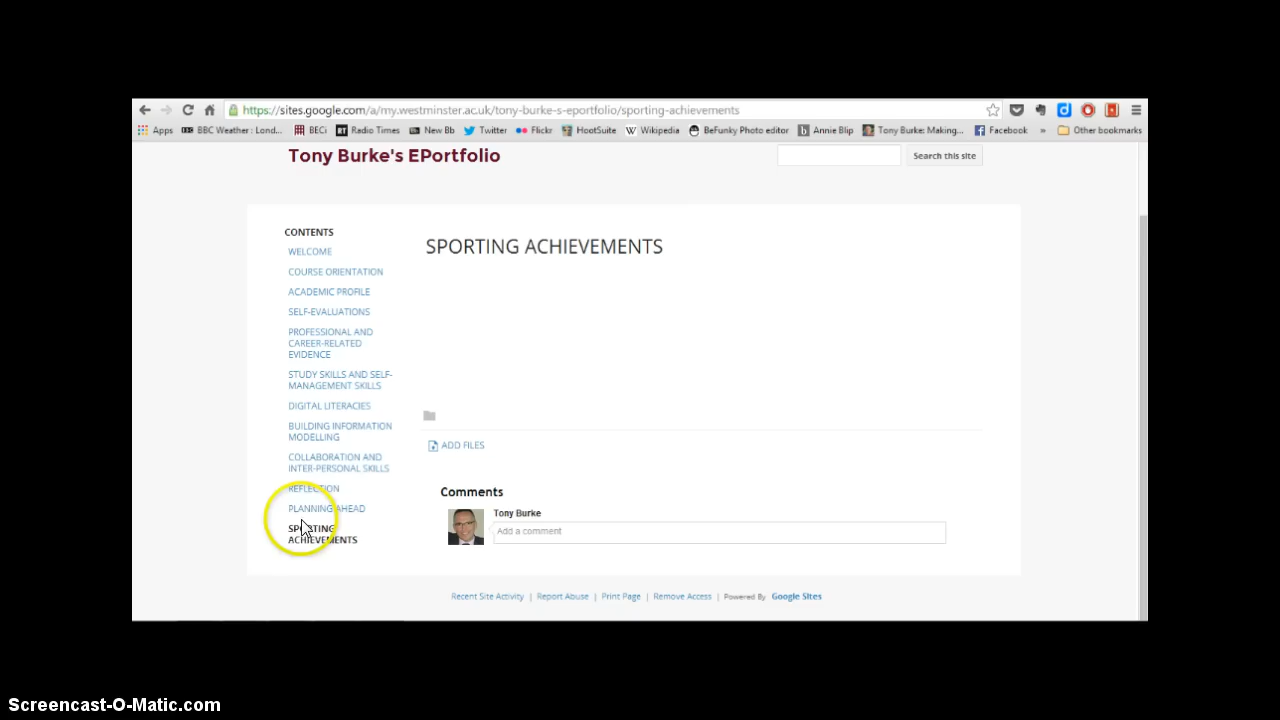 https://sites.google.com/a/my.westminster.ac.uk/tony-burke-s-eportfolio/sporting-achievements
Apps BBC Weather : Lond... BECi Radio Times New Bb Twitter Flickr HootSuite Wikipedia BeFunky Photo editor Annie Blip Tony Burke: Making... Facebook » Other bookmarks
Tony Burke's EPortfolio
Search this site
CONTENTS
WELCOME
COURSE ORIENTATION
ACADEMIC PROFILE
SELF-EVALUATIONS
PROFESSIONAL AND
CAREER-RELATED
EVIDENCE
STUDY SKILLS AND SELF-
MANAGEMENT SKILLS
DIGITAL LITERACIES
BUILDING INFORMATION
MODELLING
COLLABORATION AND
INTER-PERSONAL SKILLS
REFLECTION
PLANNING AHEAD
SPORTING
ACHIEVEMENTS
SPORTING ACHIEVEMENTS
ADD FILES
Comments
Tony Burke
Add a comment
Recent Site Activity | Report Abuse | Print Page | Remove Access | Powered By Google Sites
Screencast-O-Matic.com